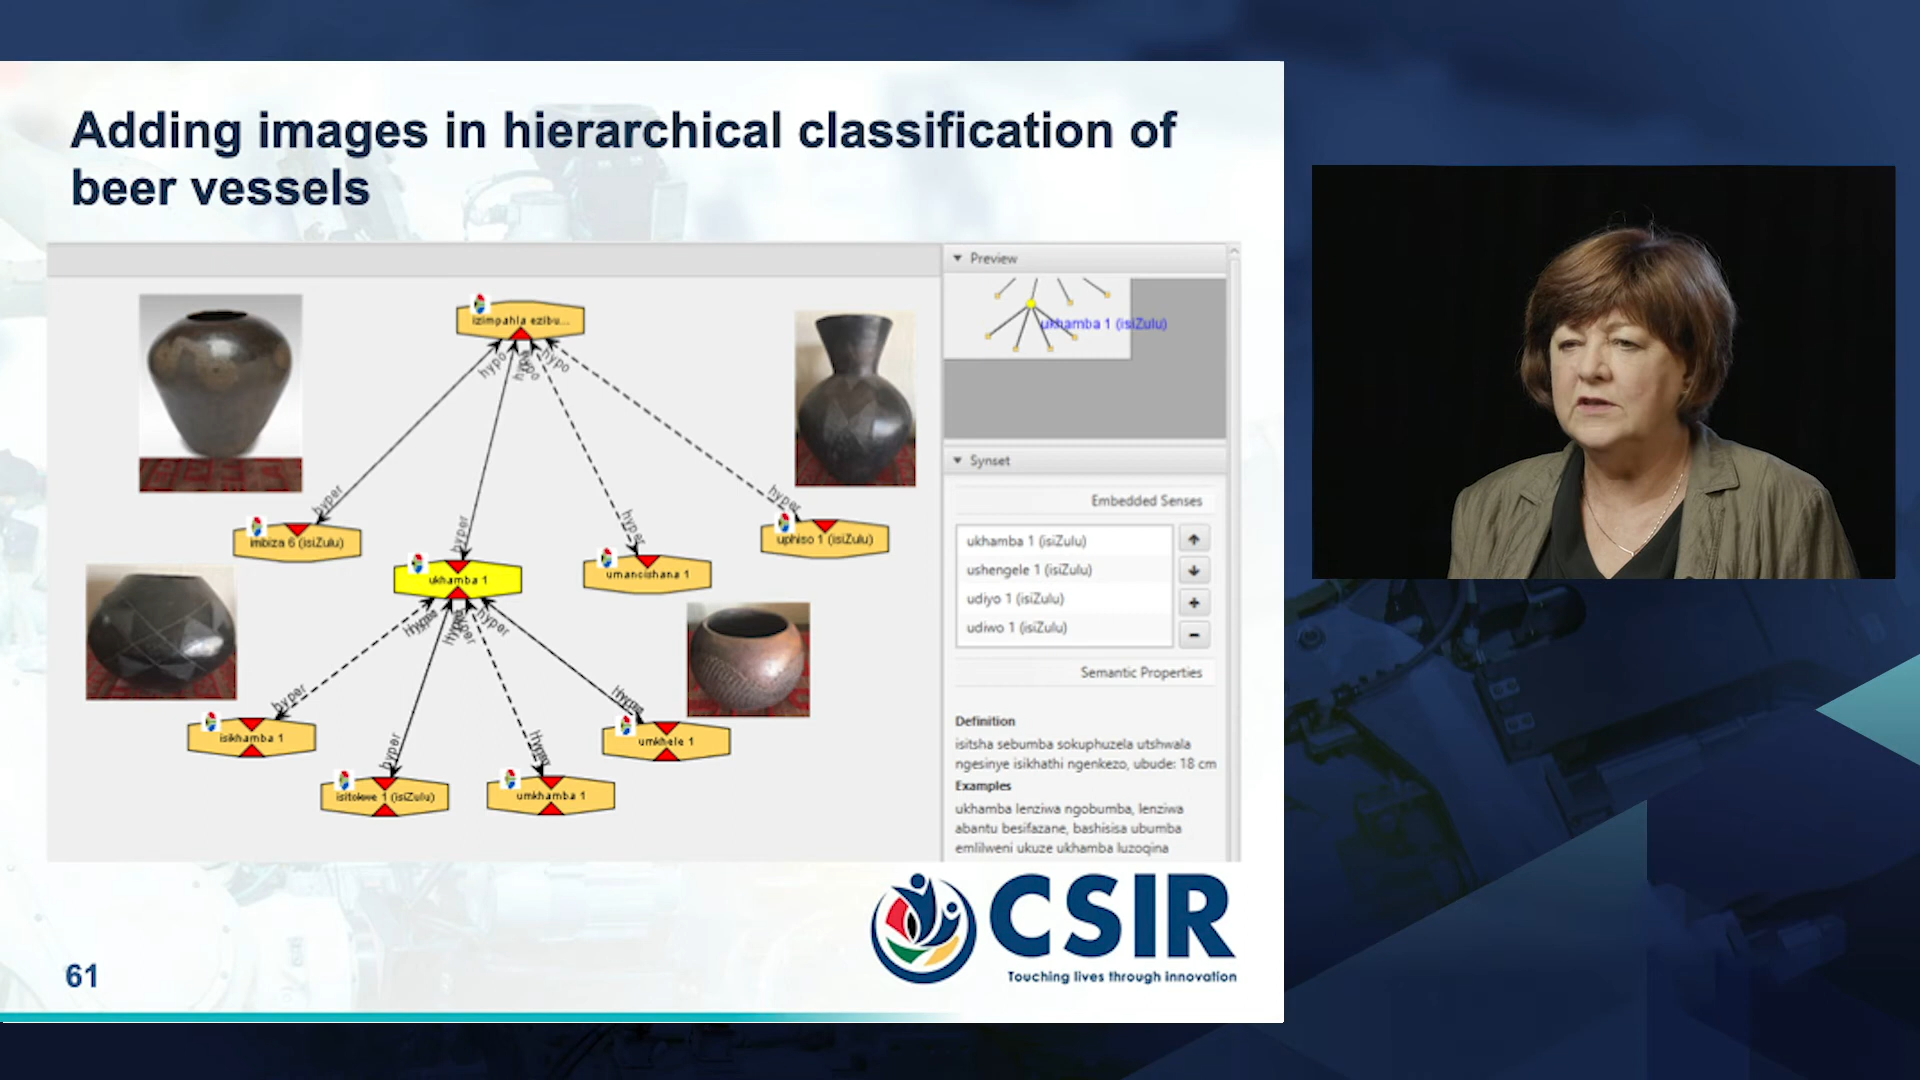 Adding images in hierarchical classification of
beer vessels
izimpahla ezibu...
hypo
hypo
hypo
hyper
hyper
hyper
hyper
imbiza 6 (isiZulu)
ukhamba 1
umancishana 1
uphiso 1 (isiZulu)
hyper
hyper
hyper
isikhamba 1
isitokwe 1 (isiZulu)
umkhamba 1
umkhele 1
Preview
ukhamba 1 (isiZulu)
Synset
Embedded Senses
ukhamba 1 (isiZulu)
ushengele 1 (isiZulu)
udiyo 1 (isiZulu)
udiwo 1 (isiZulu)
Semantic Properties
Definition
isitsha sebumba sokuphuzela utshwala
ngesinye isikhathi ngenkezo, ubude: 18 cm
Examples
ukhamba lenziwa ngobumba, lenziwa
abantu besifazane, bashisisa ubumba
emlilweni ukuze ukhamba luzoqina
CSIR
Touching lives through innovation
61